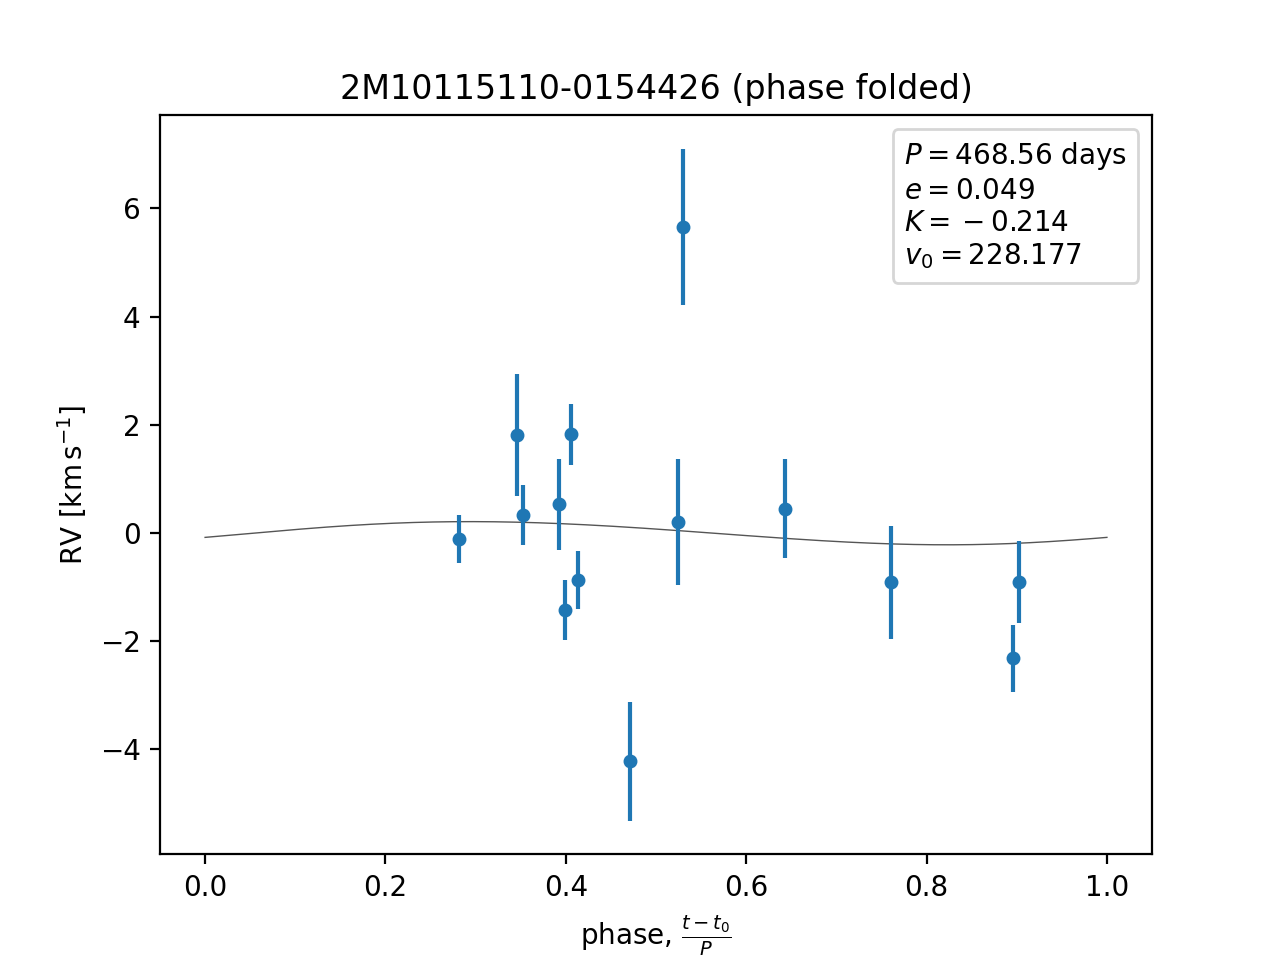 2M10115110-0154426 (phase folded)
P = 468.56 days
e = 0.049
K = −0.214
v₀ = 228.177
6
4
2
0
−2
−4
RV [km s⁻¹]
0.0 0.2 0.4 0.6 0.8 1.0
phase, (t − t₀)/P